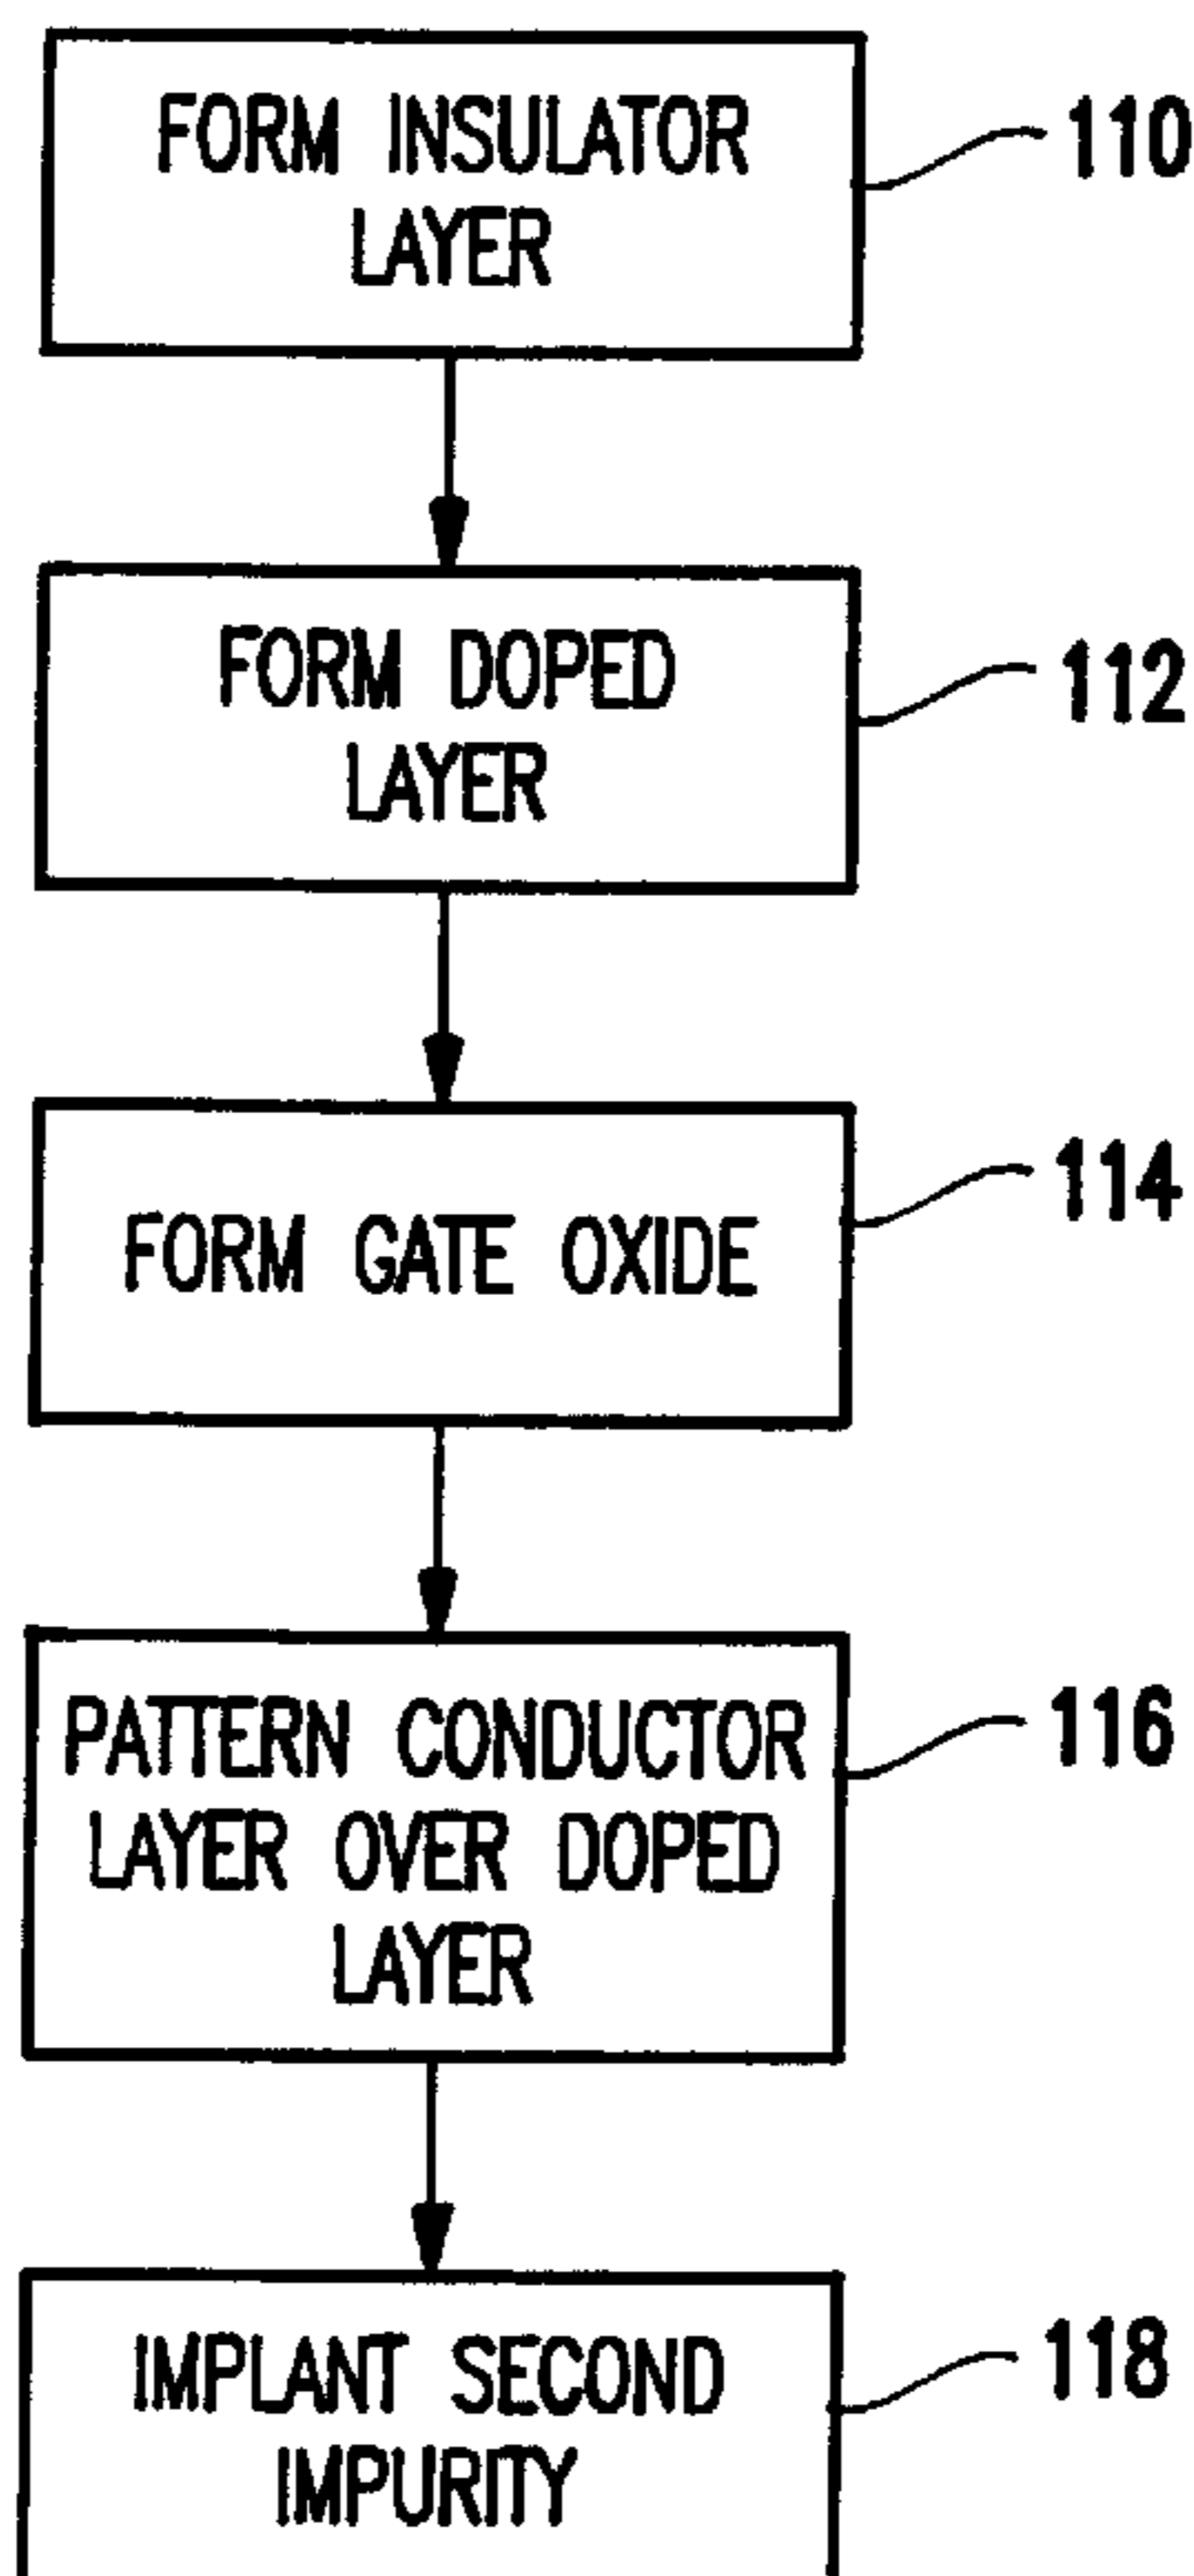 FORM INSULATOR
LAYER
110
FORM DOPED
LAYER
112
FORM GATE OXIDE
114
PATTERN CONDUCTOR
LAYER OVER DOPED
LAYER
116
IMPLANT SECOND
IMPURITY
118